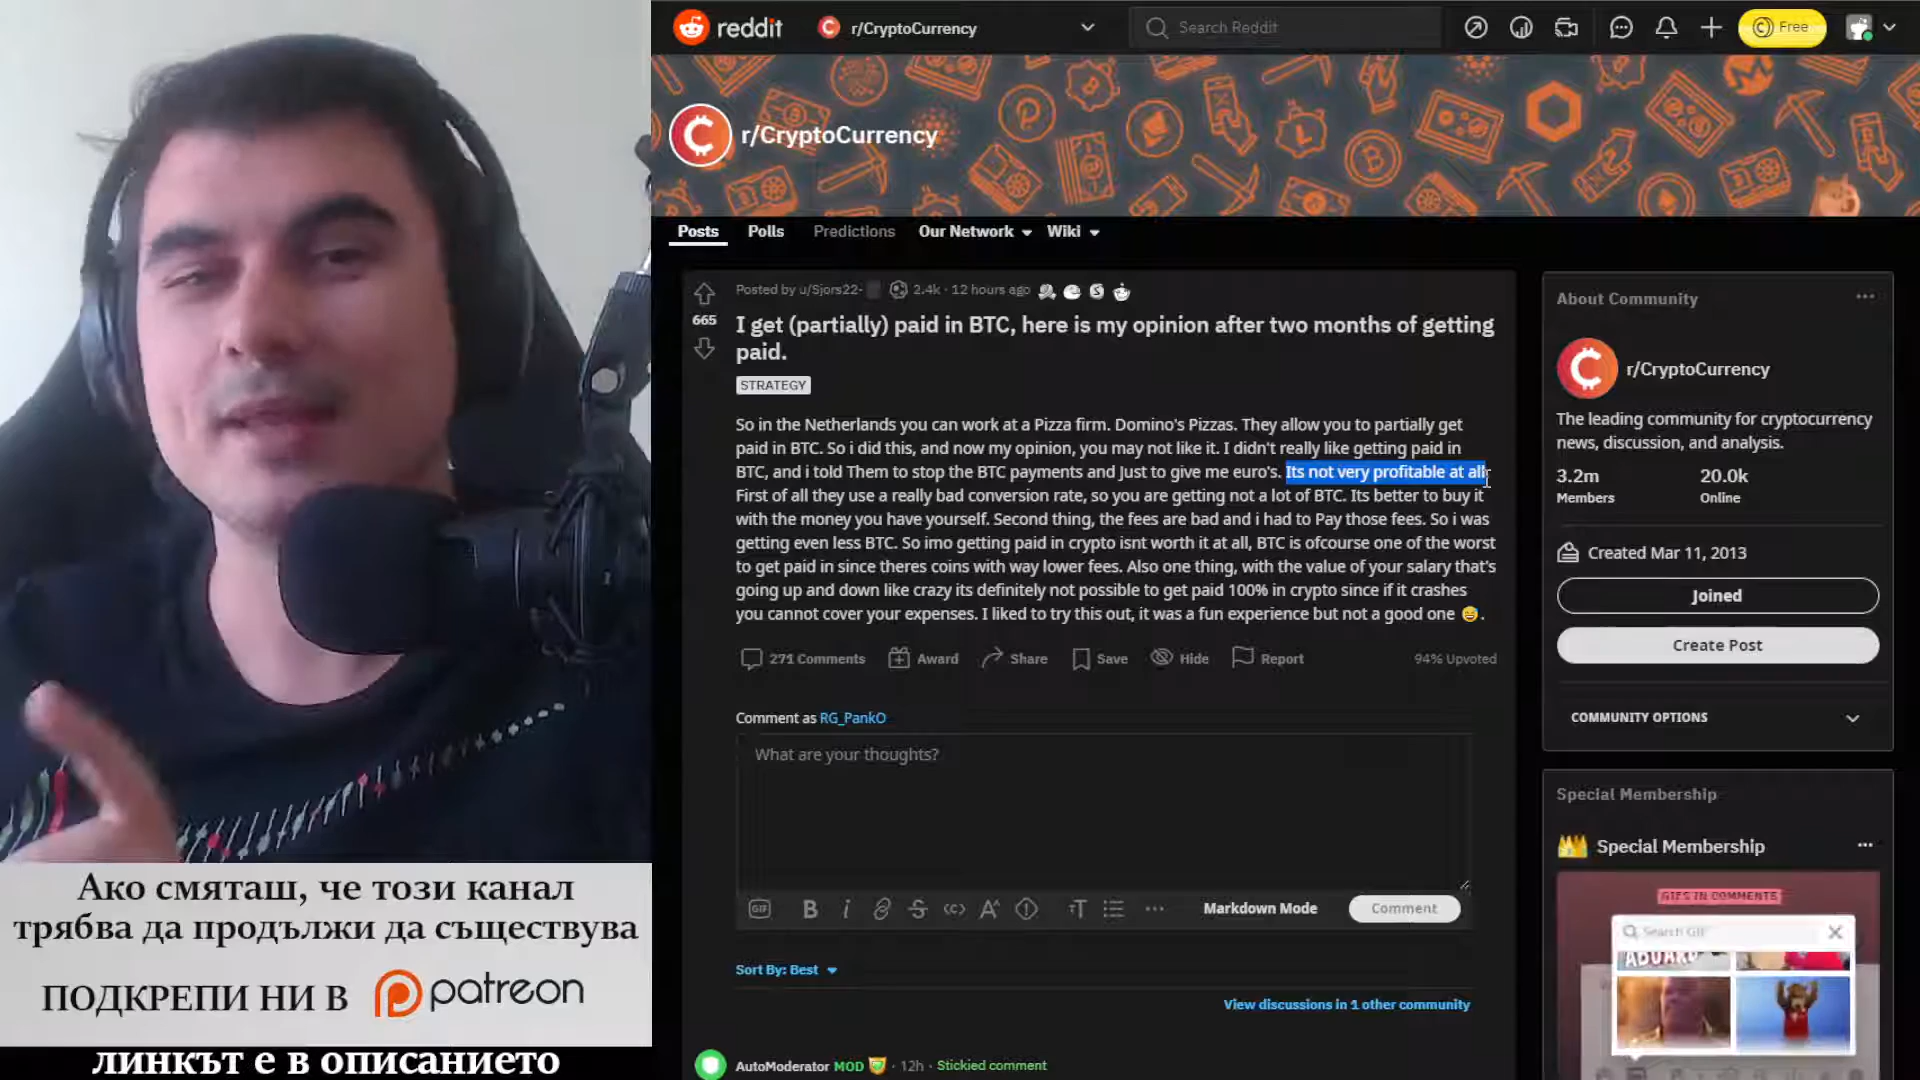 reddit
r/CryptoCurrency
Search Reddit
Free
r/CryptoCurrency
Posts
Polls
Predictions
Our Network
Wiki
665
Posted by u/Sjors22-
2.4k · 12 hours ago
I get (partially) paid in BTC, here is my opinion after two months of getting
paid.
STRATEGY
So in the Netherlands you can work at a Pizza firm. Domino's Pizzas. They allow you to partially get
paid in BTC. So i did this, and now my opinion, you may not like it. I didn't really like getting paid in
BTC, and i told Them to stop the BTC payments and Just to give me euro's. Its not very profitable at all
First of all they use a really bad conversion rate, so you are getting not a lot of BTC. Its better to buy it
with the money you have yourself. Second thing, the fees are bad and i had to Pay those fees. So i was
getting even less BTC. So imo getting paid in crypto isnt worth it at all, BTC is ofcourse one of the worst
to get paid in since theres coins with way lower fees. Also one thing, with the value of your salary that's
going up and down like crazy its definitely not possible to get paid 100% in crypto since if it crashes
you cannot cover your expenses. I liked to try this out, it was a fun experience but not a good one 😅.
271 Comments
Award
Share
Save
Hide
Report
94% Upvoted
Comment as RG_PankO
What are your thoughts?
GIF
B
i
Markdown Mode
Comment
Sort By: Best
View discussions in 1 other community
AutoModerator MOD · 12h · Stickied comment
About Community
r/CryptoCurrency
The leading community for cryptocurrency
news, discussion, and analysis.
3.2m
Members
20.0k
Online
Created Mar 11, 2013
Joined
Create Post
COMMUNITY OPTIONS
Special Membership
Special Membership
GIFS IN COMMENTS
Search GIF
Ако смяташ, че този канал
трябва да продължи да съществува
ПОДКРЕПИ НИ В patreon
линкът е в описанието